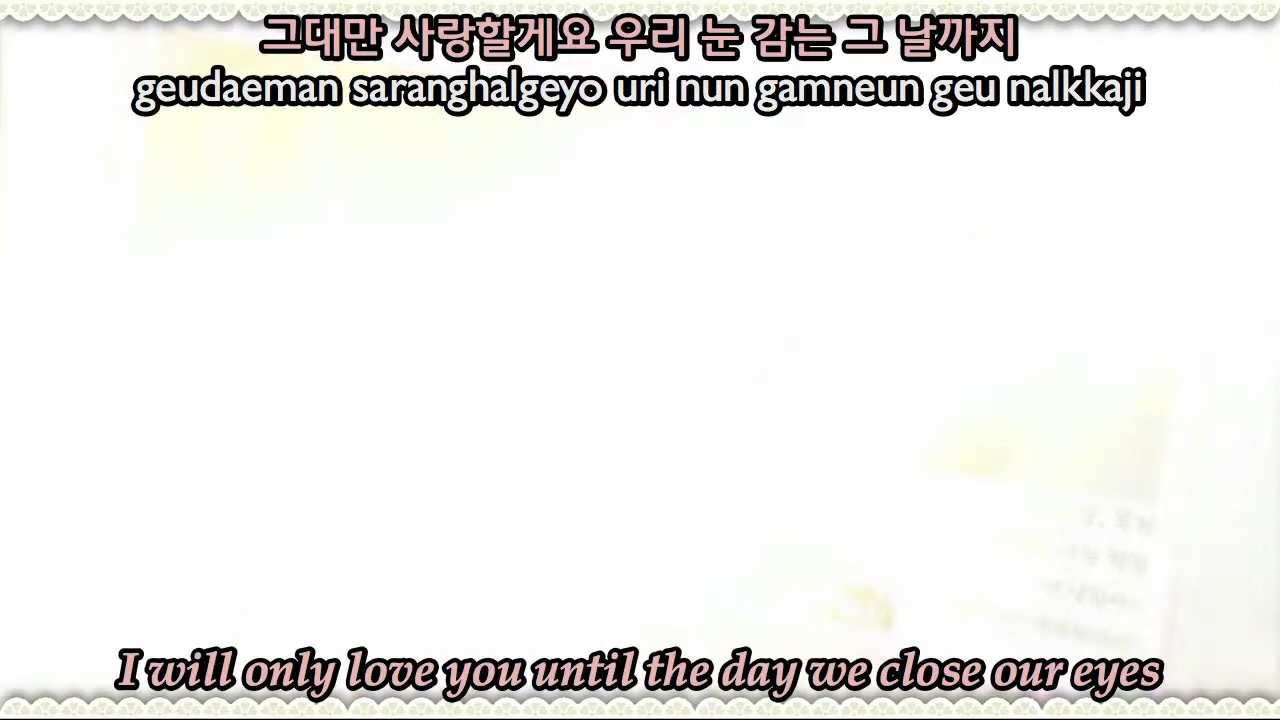 그대만 사랑할게요 우리 눈 감는 그 날까지
geudaeman saranghalgeyo uri nun gamneun geu nalkkaji
I will only love you until the day we close our eyes